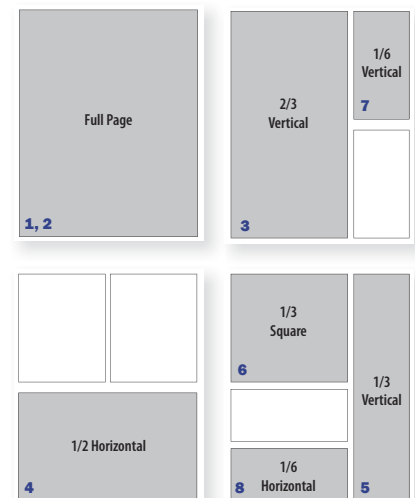 Full Page
1, 2
2/3
Vertical
3
1/6
Vertical
7
1/2 Horizontal
4
1/3
Square
6
1/6
Horizontal
8
1/3
Vertical
5